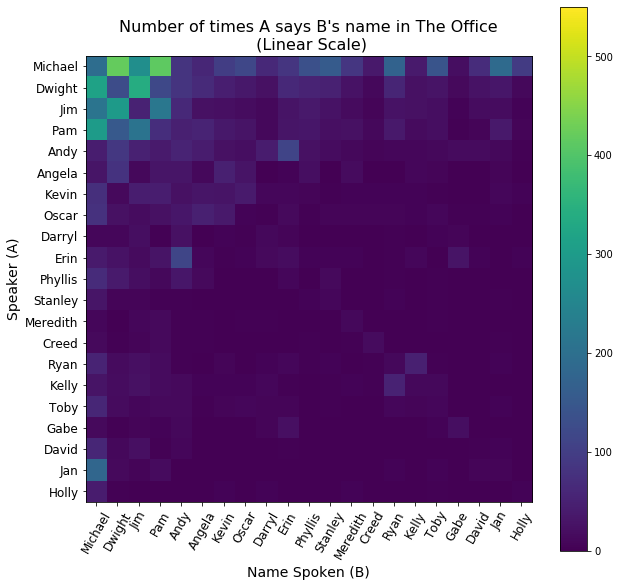 Number of times A says B's name in The Office
(Linear Scale)
Speaker (A)
Michael
Dwight
Jim
Pam
Andy
Angela
Kevin
Oscar
Darryl
Erin
Phyllis
Stanley
Meredith
Creed
Ryan
Kelly
Toby
Gabe
David
Jan
Holly
Michael
Dwight
Jim
Pam
Andy
Angela
Kevin
Oscar
Darryl
Erin
Phyllis
Stanley
Meredith
Creed
Ryan
Kelly
Toby
Gabe
David
Jan
Holly
Name Spoken (B)
500
400
300
200
100
0